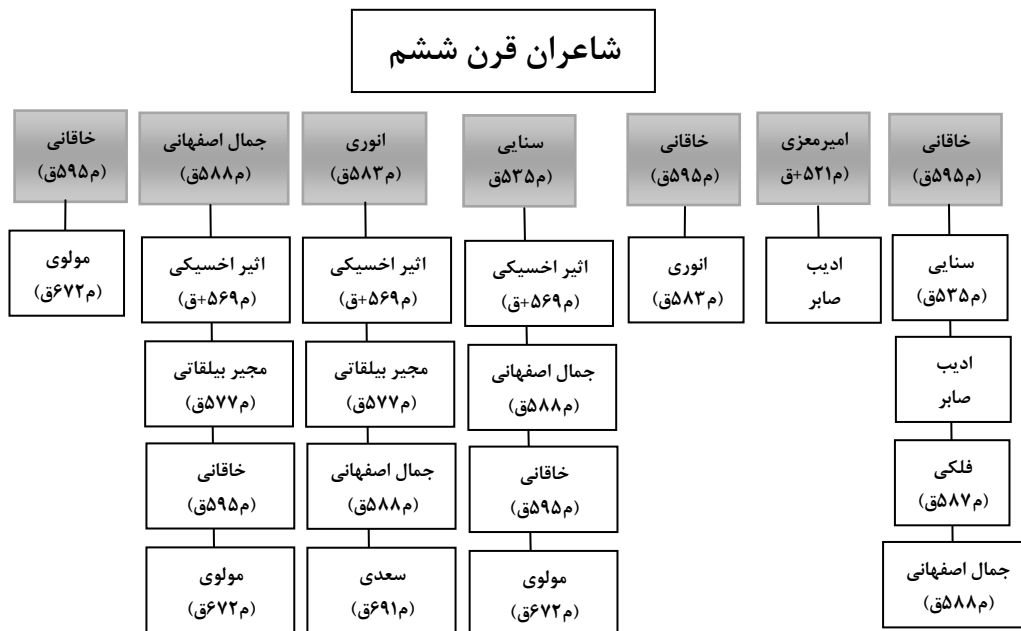 شاعران قرن ششم
خاقانی
(م۵۹۵ق)
سنایی
(م۵۳۵ق)
ادیب
صابر
فلکی
(م۵۸۷ق)
جمال اصفهانی
(م۵۸۸ق)
امیرمعزی
(م۵۲۱+ق
ادیب
صابر
خاقانی
(م۵۹۵ق)
انوری
(م۵۸۳ق)
سنایی
(م۵۳۵ق
اثیر اخسیکی
(م۵۶۹+ق)
جمال اصفهانی
(م۵۸۸ق)
خاقانی
(م۵۹۵ق)
مولوی
(م۶۷۲ق)
انوری
(م۵۸۳ق)
اثیر اخسیکی
(م۵۶۹+ق)
مجیر بیلقاتی
(م۵۷۷ق)
جمال اصفهانی
(م۵۸۸ق)
سعدی
(م۶۹۱ق)
جمال اصفهانی
(م۵۸۸ق)
اثیر اخسیکی
(م۵۶۹+ق)
مجیر بیلقاتی
(م۵۷۷ق)
خاقانی
(م۵۹۵ق)
مولوی
(م۶۷۲ق)
خاقانی
(م۵۹۵ق)
مولوی
(م۶۷۲ق)